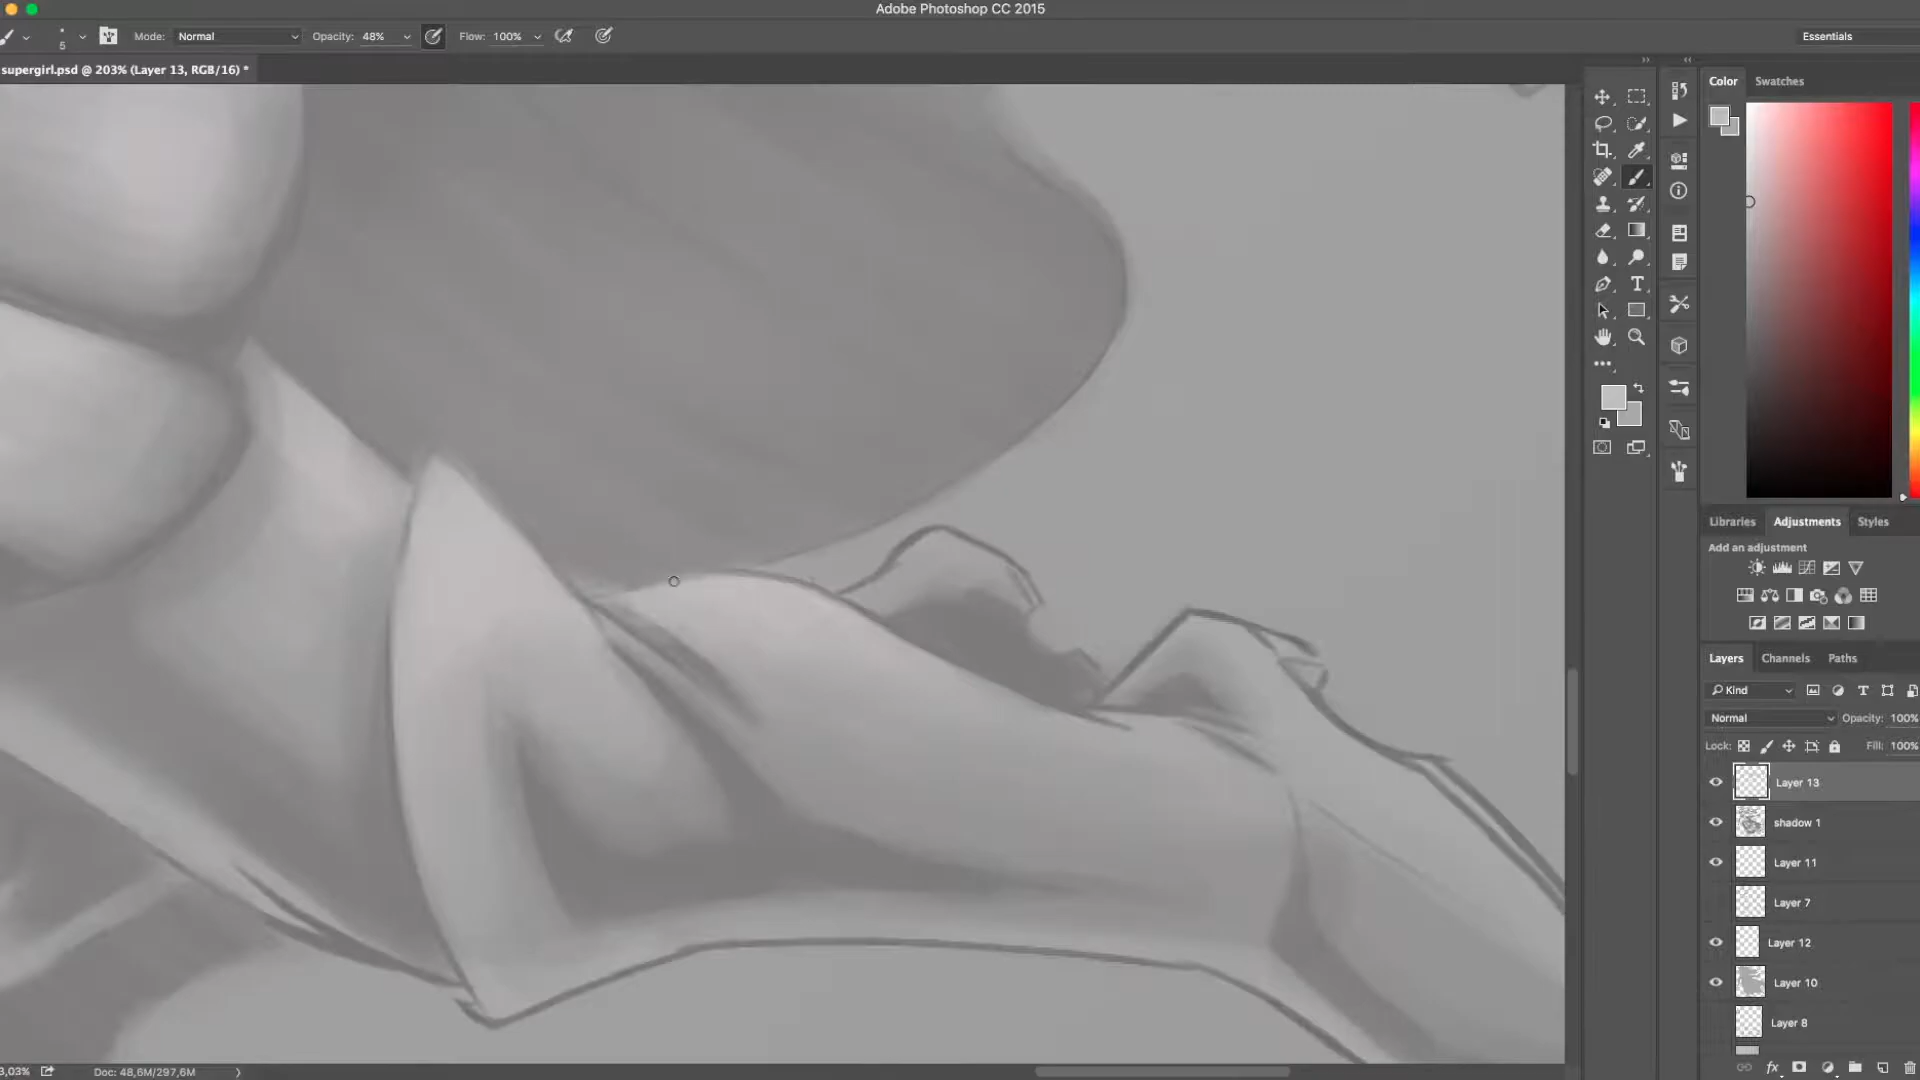 Adobe Photoshop CC 2015
5
Mode: Normal
Opacity: 48%
Flow: 100%
Essentials
supergirl.psd @ 203% (Layer 13, RGB/16) *
Color
Swatches
Libraries
Adjustments
Styles
Add an adjustment
Layers
Channels
Paths
Kind
Normal
Opacity: 100%
Lock:
Fill: 100%
Layer 13
shadow 1
Layer 11
Layer 7
Layer 12
Layer 10
Layer 8
fx
3,03%
Doc: 48,6M/297,6M